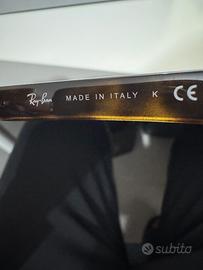 Ray-Ban MADE IN ITALY K CE
subito